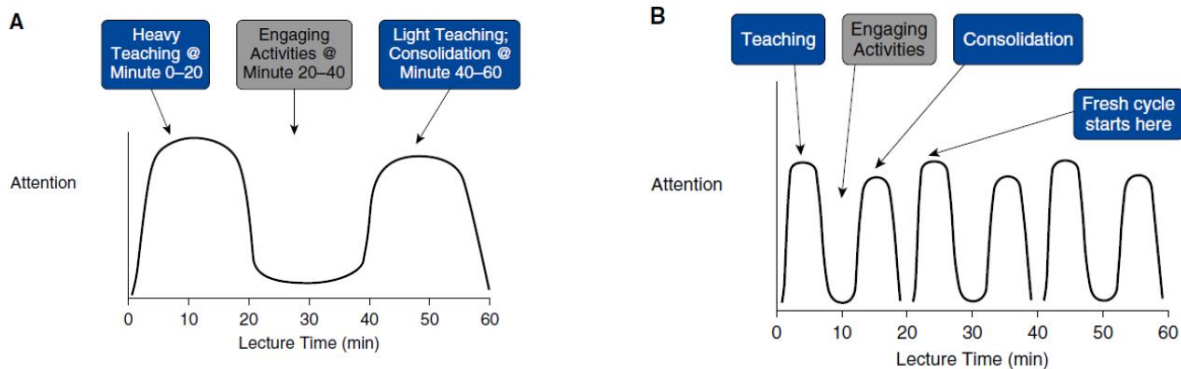 A
Heavy
Teaching @
Minute 0–20
Engaging
Activities @
Minute 20–40
Light Teaching;
Consolidation @
Minute 40–60
Attention
0 10 20 30 40 50 60
Lecture Time (min)
B
Teaching
Engaging
Activities
Consolidation
Fresh cycle
starts here
Attention
0 10 20 30 40 50 60
Lecture Time (min)